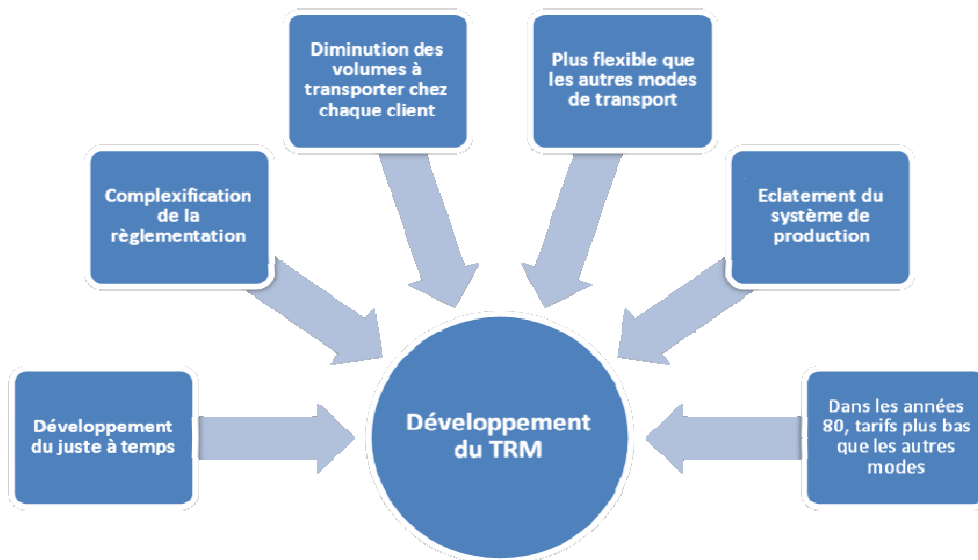 Diminution des
volumes à
transporter chez
chaque client
Plus flexible que
les autres modes
de transport
Complexification
de la
règlementation
Eclatement du
système de
production
Développement
du juste à temps
Développement
du TRM
Dans les années
80, tarifs plus bas
que les autres
modes